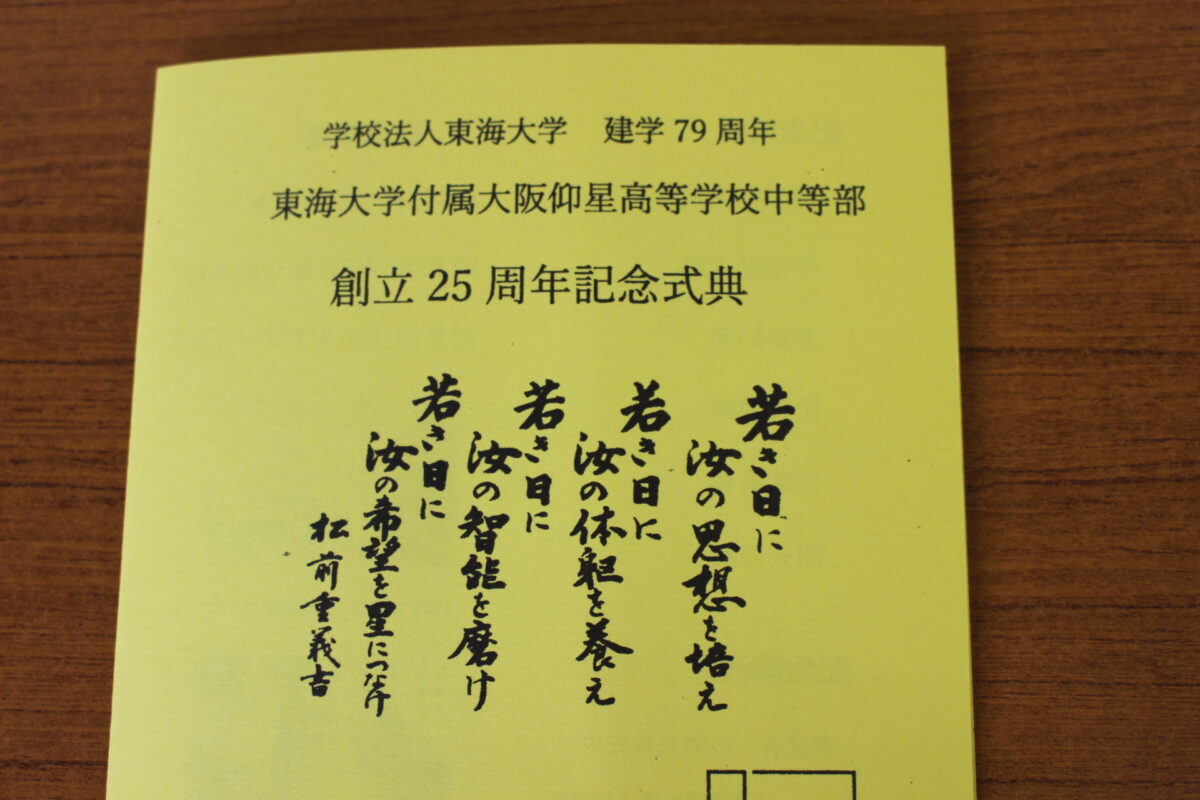 学校法人東海大学　建学 79 周年
東海大学付属大阪仰星高等学校中等部
創立 25 周年記念式典
若き日に
汝の思想を培え
若き日に
汝の体躯を養え
若き日に
汝の智能を磨け
若き日に
汝の希望を星につなげ
松前重義書